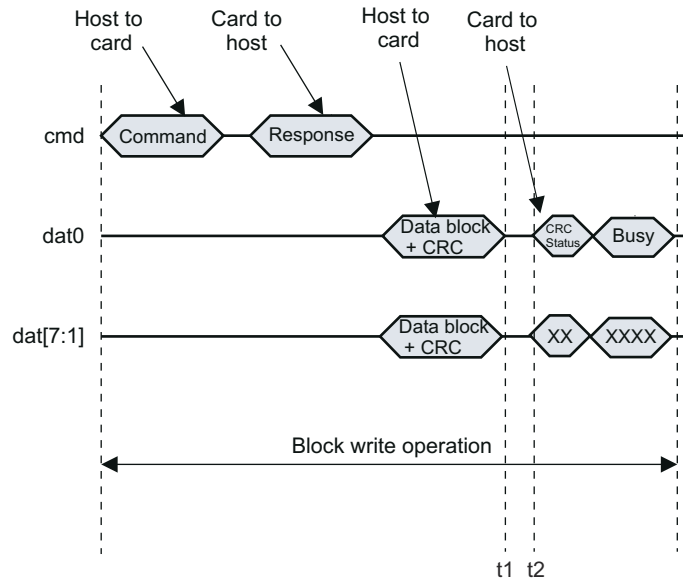 Host to
card
Card to
host
Host to
card
Card to
host
cmd
Command
Response
dat0
Data block
+ CRC
CRC
Status
Busy
dat[7:1]
Data block
+ CRC
XX
XXXX
Block write operation
t1
t2